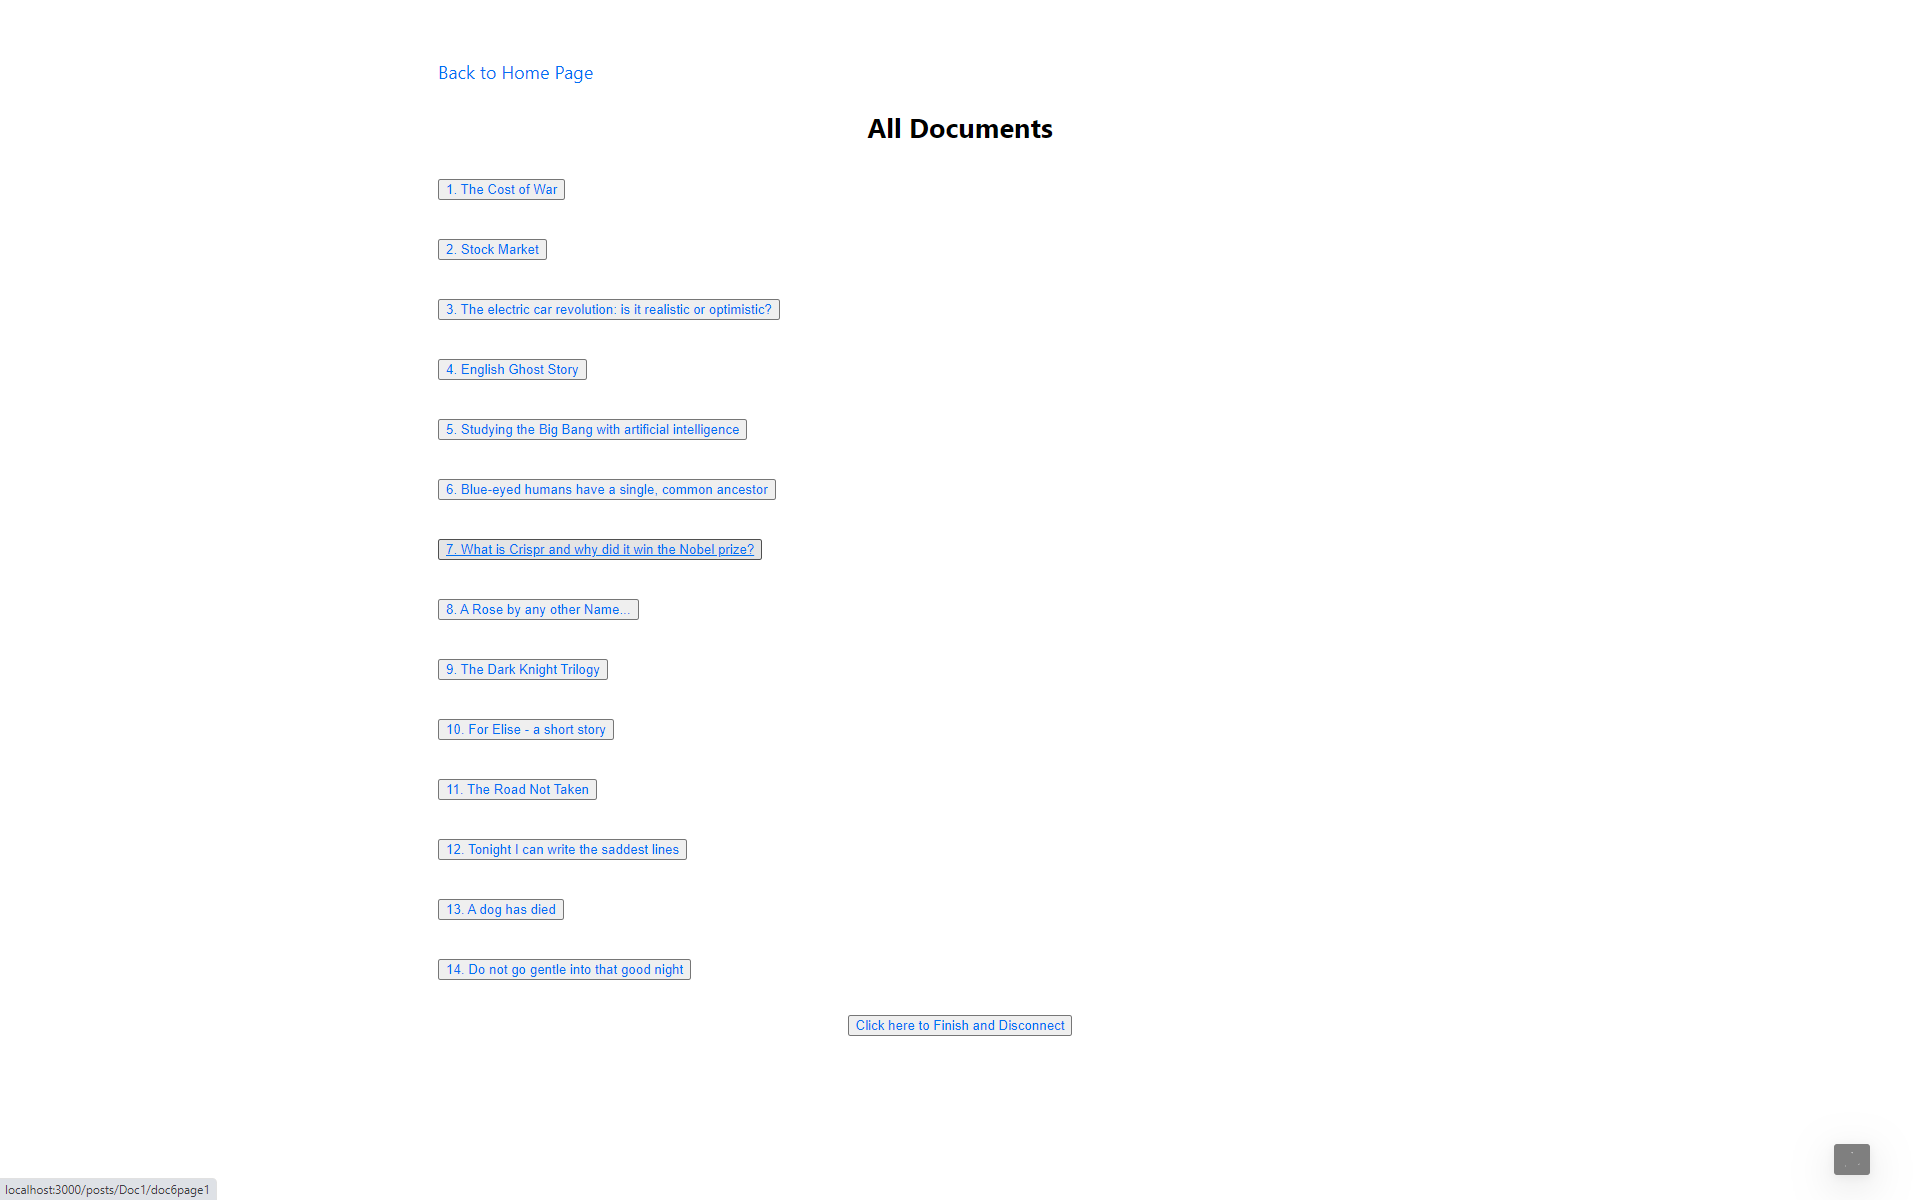 Back to Home Page
All Documents
1. The Cost of War
2. Stock Market
3. The electric car revolution: is it realistic or optimistic?
4. English Ghost Story
5. Studying the Big Bang with artificial intelligence
6. Blue-eyed humans have a single, common ancestor
7. What is Crispr and why did it win the Nobel prize?
8. A Rose by any other Name...
9. The Dark Knight Trilogy
10. For Elise - a short story
11. The Road Not Taken
12. Tonight I can write the saddest lines
13. A dog has died
14. Do not go gentle into that good night
Click here to Finish and Disconnect
localhost:3000/posts/Doc1/doc6page1